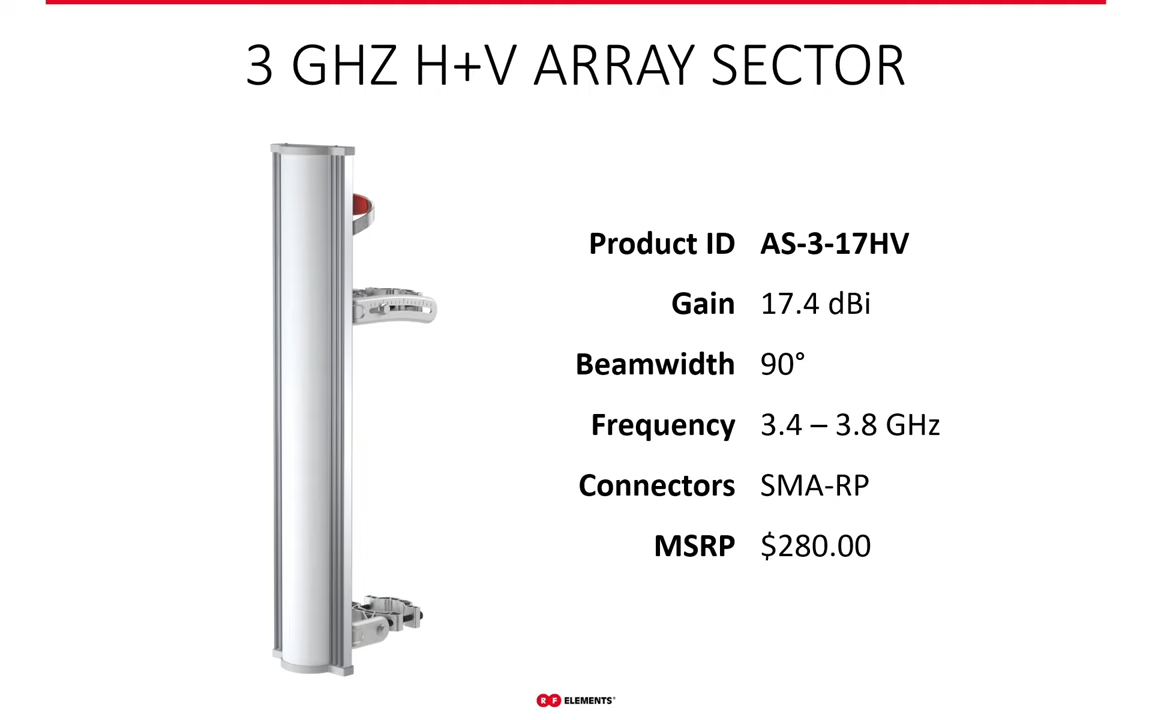 3 GHZ H+V ARRAY SECTOR
Product ID AS-3-17HV
Gain 17.4 dBi
Beamwidth 90°
Frequency 3.4 – 3.8 GHz
Connectors SMA-RP
MSRP $280.00
RF ELEMENTS